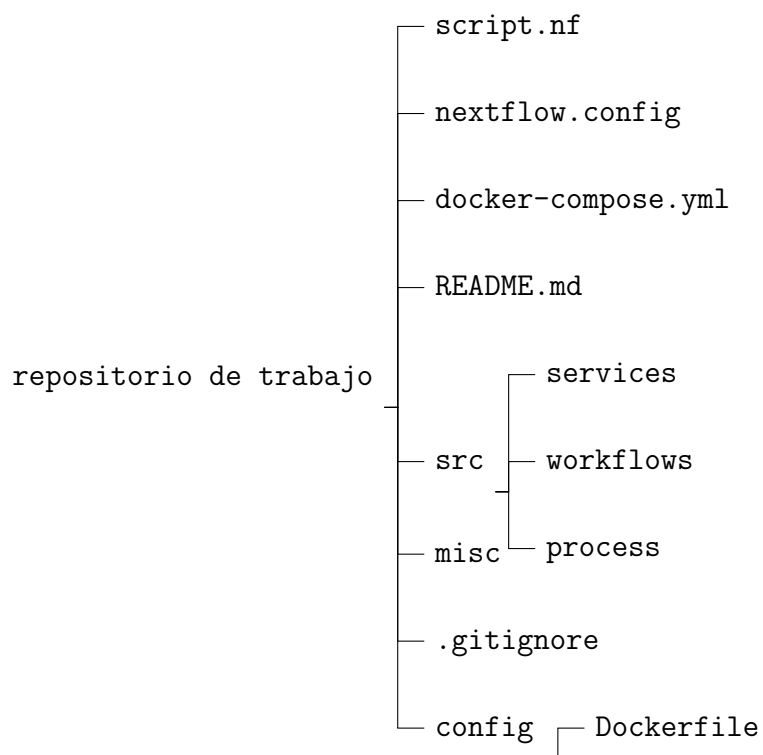 script.nf
nextflow.config
docker-compose.yml
README.md
repositorio de trabajo
services
src
workflows
misc
process
.gitignore
config
Dockerfile